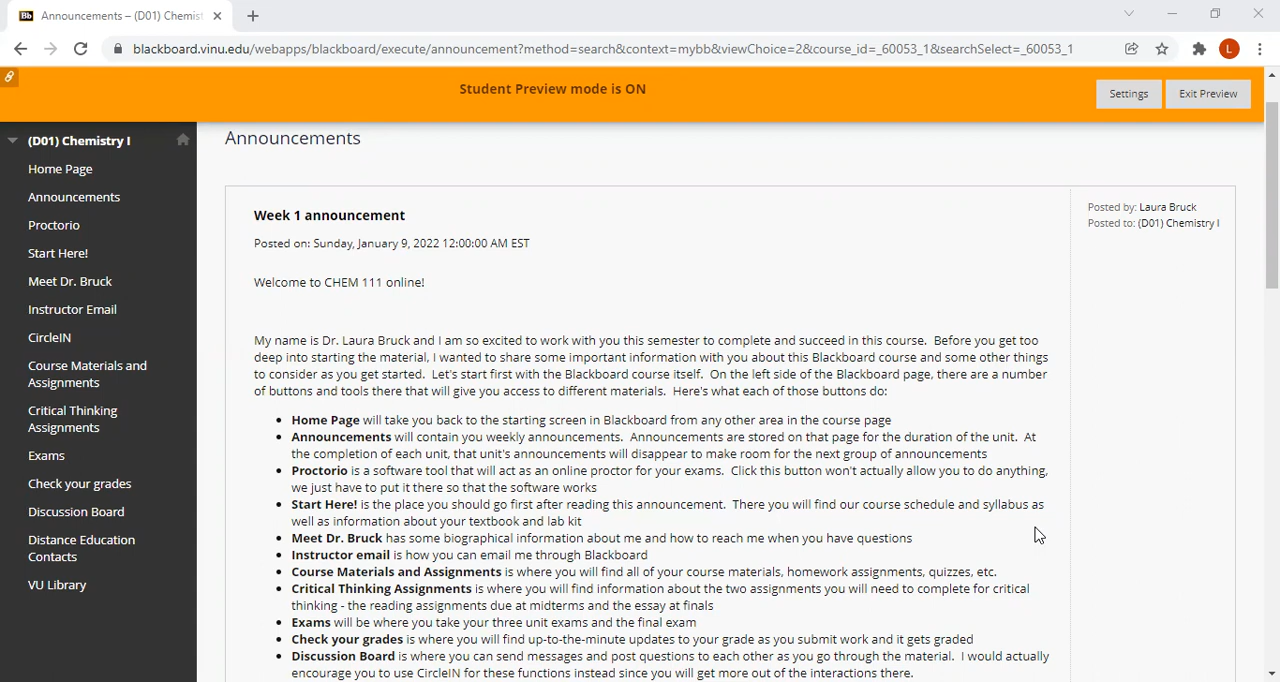 Announcements – (D01) Chemist
blackboard.vinu.edu/webapps/blackboard/execute/announcement?method=search&context=mybb&viewChoice=2&course_id=_60053_1&searchSelect=_60053_1
L
Student Preview mode is ON
Settings
Exit Preview
(D01) Chemistry I
Home Page
Announcements
Proctorio
Start Here!
Meet Dr. Bruck
Instructor Email
CircleIN
Course Materials and
Assignments
Critical Thinking
Assignments
Exams
Check your grades
Discussion Board
Distance Education
Contacts
VU Library
Announcements
Week 1 announcement
Posted on: Sunday, January 9, 2022 12:00:00 AM EST
Posted by: Laura Bruck
Posted to: (D01) Chemistry I
Welcome to CHEM 111 online!
My name is Dr. Laura Bruck and I am so excited to work with you this semester to complete and succeed in this course.  Before you get too
deep into starting the material, I wanted to share some important information with you about this Blackboard course and some other things
to consider as you get started.  Let's start first with the Blackboard course itself.  On the left side of the Blackboard page, there are a number
of buttons and tools there that will give you access to different materials.  Here's what each of those buttons do:
• Home Page will take you back to the starting screen in Blackboard from any other area in the course page
• Announcements will contain you weekly announcements.  Announcements are stored on that page for the duration of the unit.  At
the completion of each unit, that unit's announcements will disappear to make room for the next group of announcements
• Proctorio is a software tool that will act as an online proctor for your exams.  Click this button won't actually allow you to do anything,
we just have to put it there so that the software works
• Start Here! is the place you should go first after reading this announcement.  There you will find our course schedule and syllabus as
well as information about your textbook and lab kit
• Meet Dr. Bruck has some biographical information about me and how to reach me when you have questions
• Instructor email is how you can email me through Blackboard
• Course Materials and Assignments is where you will find all of your course materials, homework assignments, quizzes, etc.
• Critical Thinking Assignments is where you will find information about the two assignments you will need to complete for critical
thinking - the reading assignments due at midterms and the essay at finals
• Exams will be where you take your three unit exams and the final exam
• Check your grades is where you will find up-to-the-minute updates to your grade as you submit work and it gets graded
• Discussion Board is where you can send messages and post questions to each other as you go through the material.  I would actually
encourage you to use CircleIN for these functions instead since you will get more out of the interactions there.